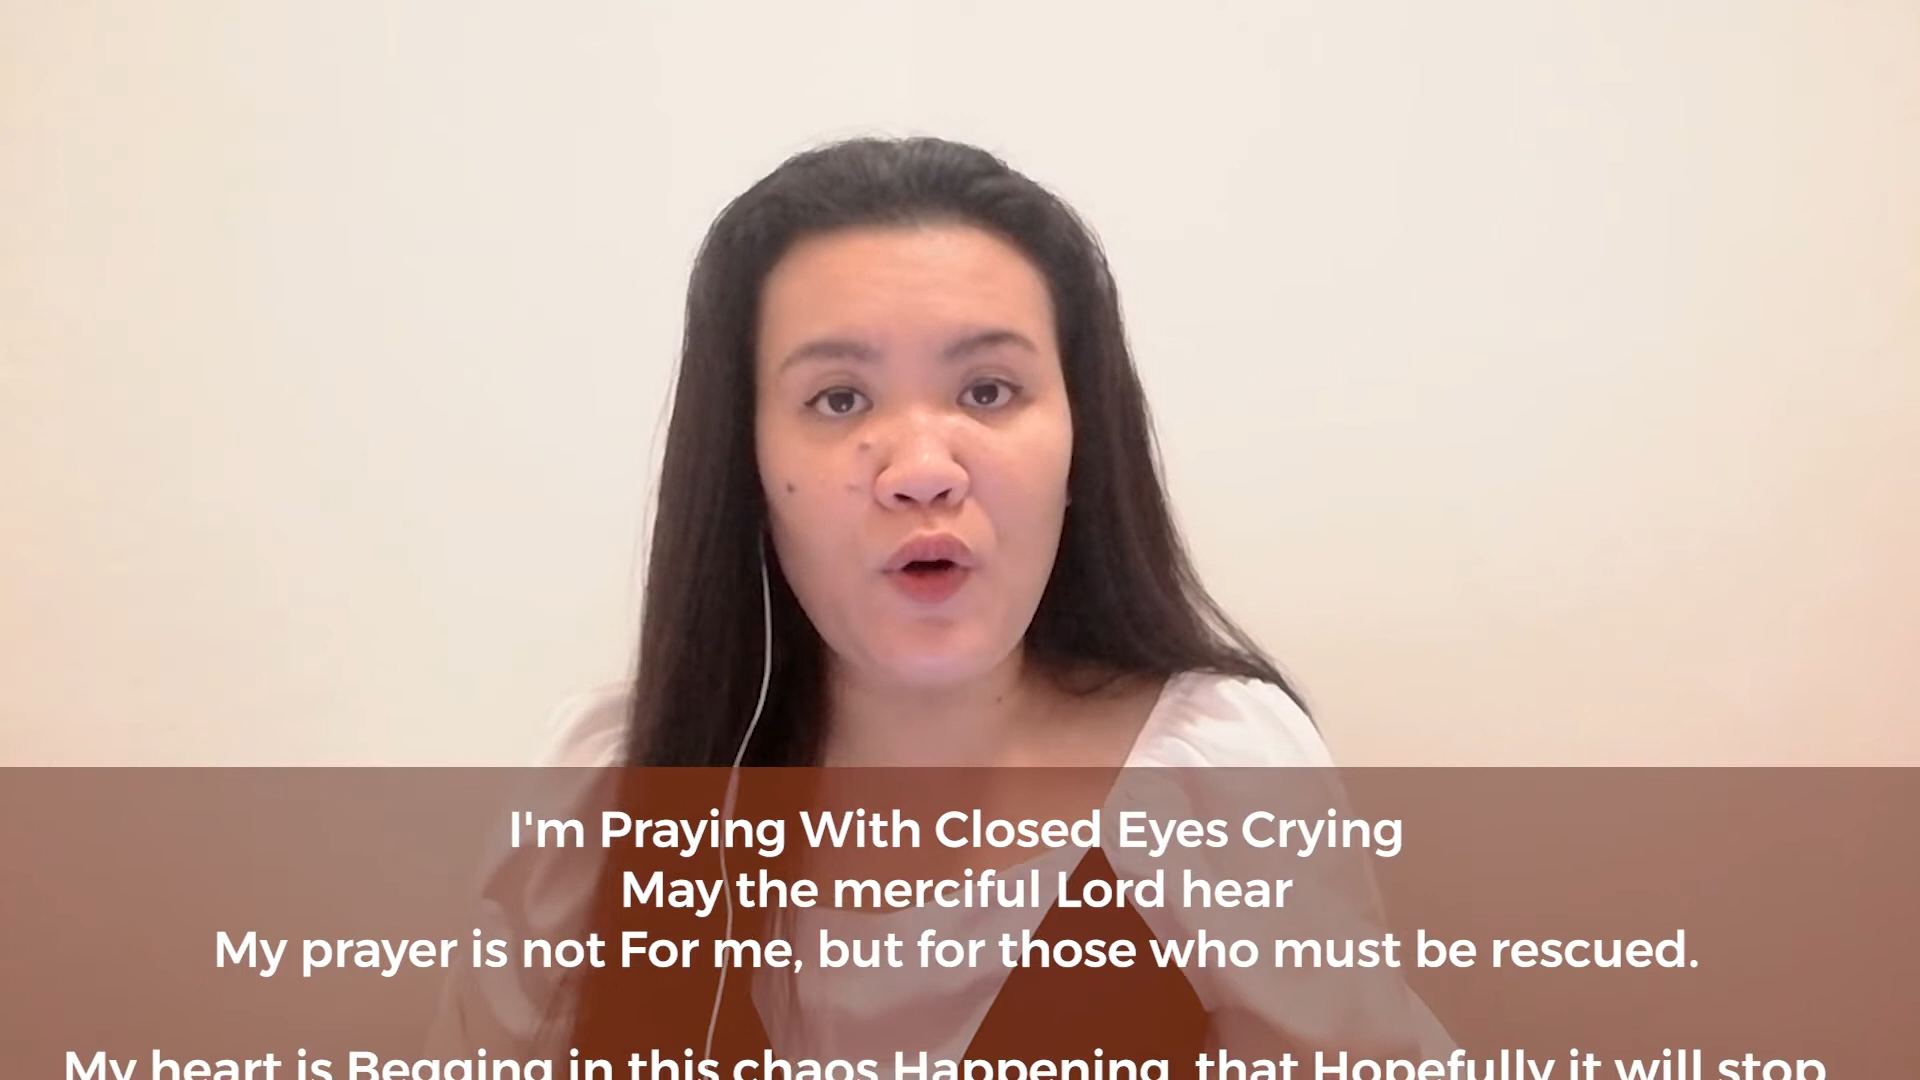 I'm Praying With Closed Eyes Crying
May the merciful Lord hear
My prayer is not For me, but for those who must be rescued.
My heart is Begging in this chaos Happening, that Hopefully it will stop